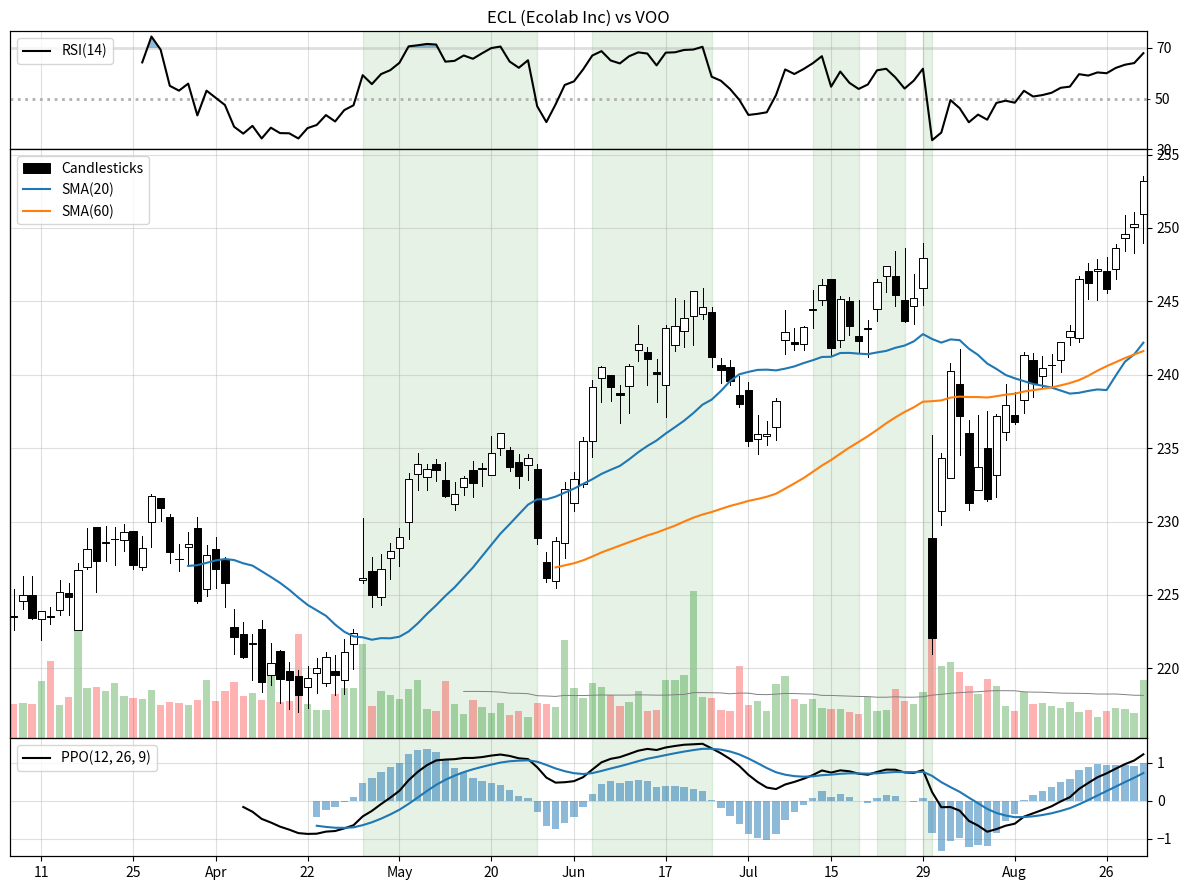 ECL (Ecolab Inc) vs VOO
RSI(14)
70
50
30
Candlesticks
SMA(20)
SMA(60)
255
250
245
240
235
230
225
220
PPO(12, 26, 9)
1
0
−1
11 25 Apr 22 May 20 Jun 17 Jul 15 29 Aug 26